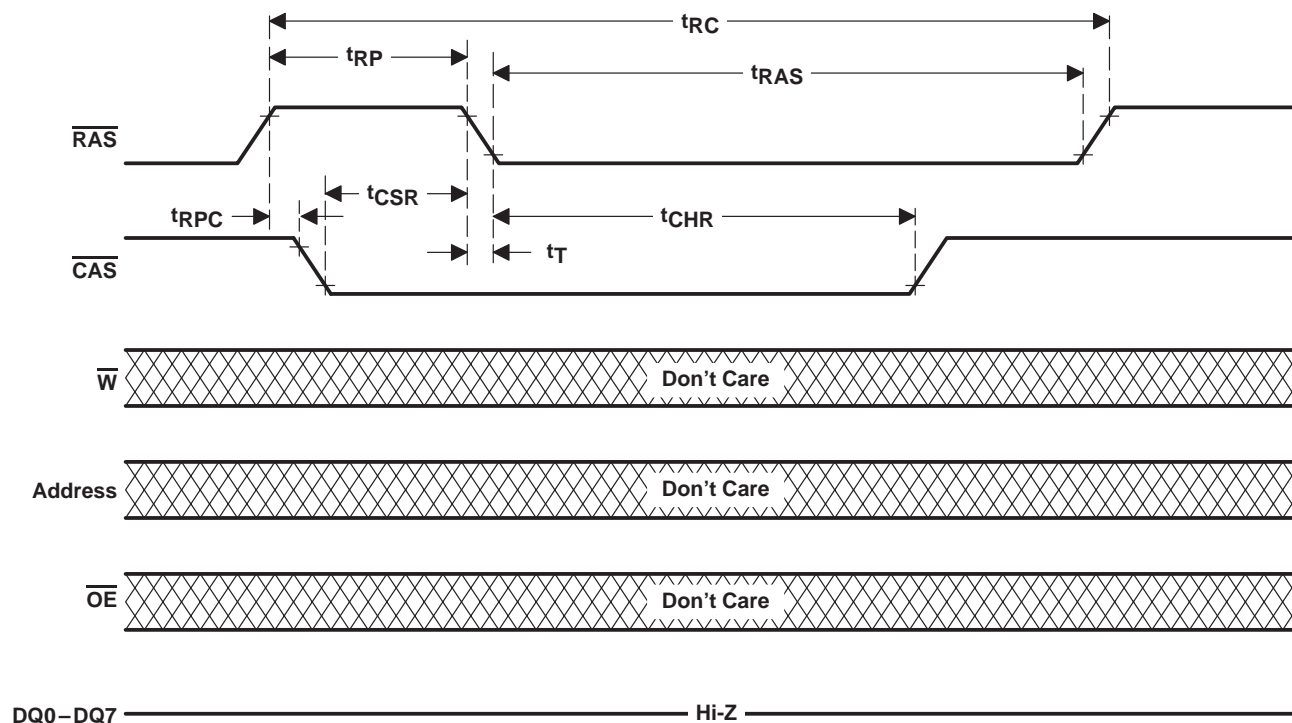 tRC
tRP
tRAS
RAS
tCSR
tRPC
tCHR
CAS
tT
W
Don't Care
Address
Don't Care
OE
Don't Care
DQ0–DQ7
Hi-Z